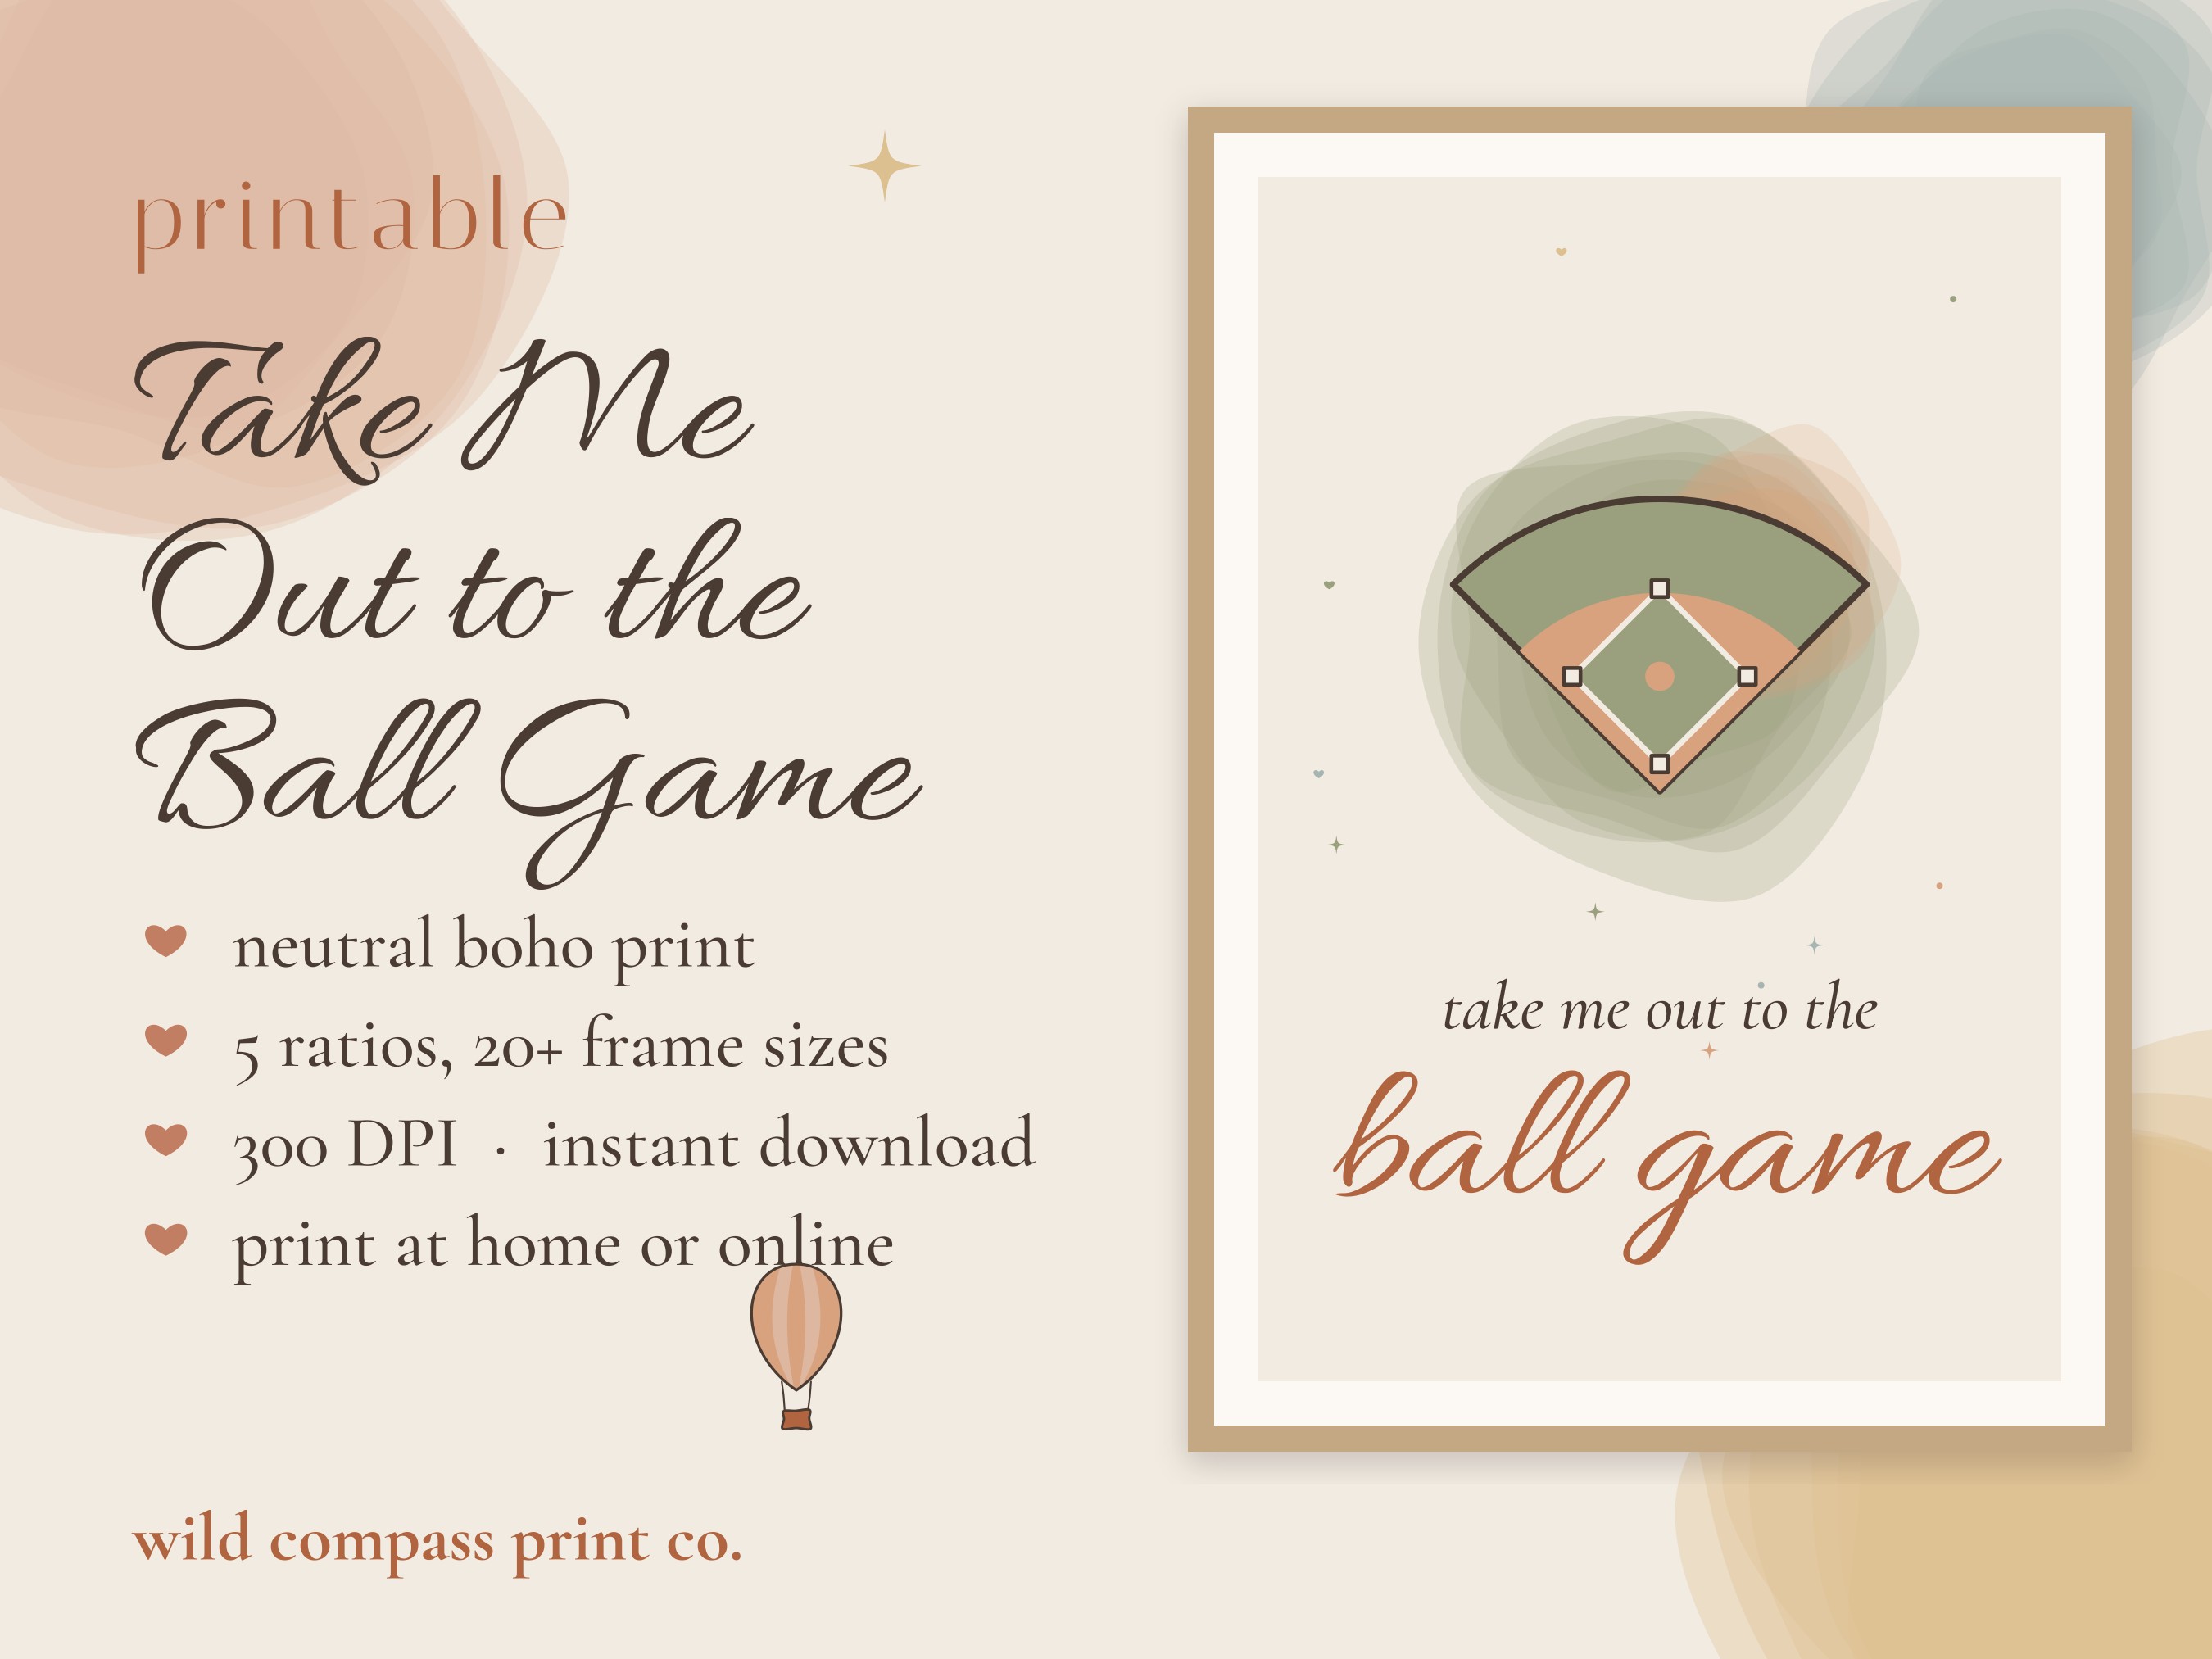 printable
Take Me
Out to the
Ball Game
neutral boho print
5 ratios, 20+ frame sizes
300 DPI · instant download
print at home or online
wild compass print co.
take me out to the
ball game